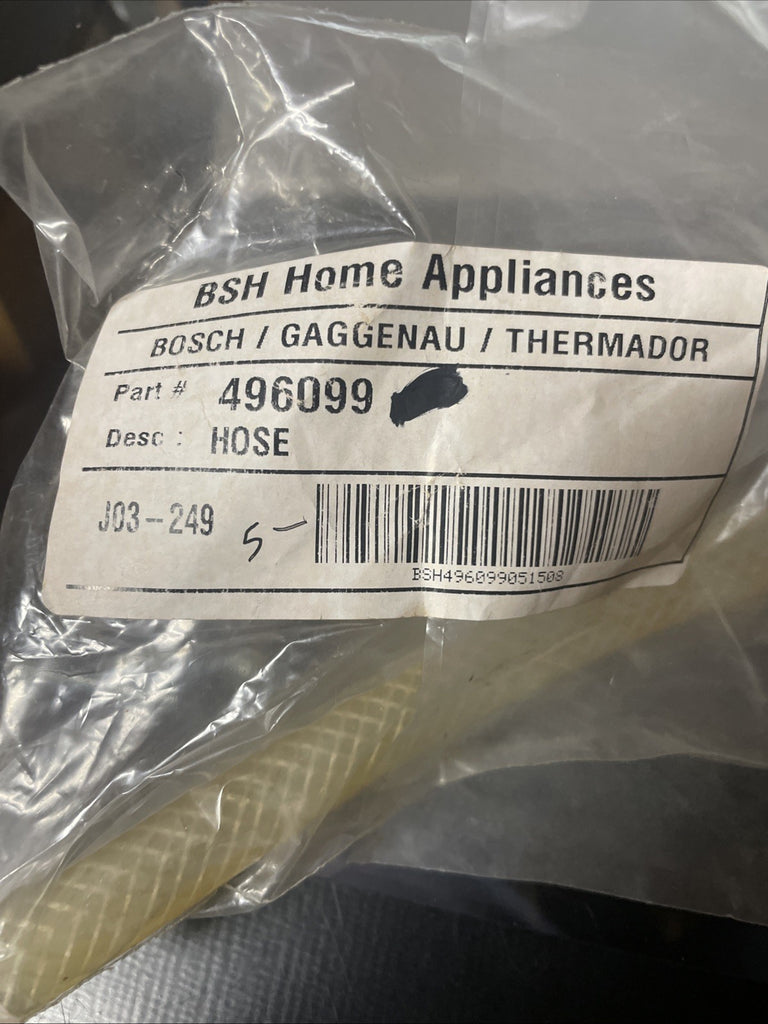 BSH Home Appliances
BOSCH / GAGGENAU / THERMADOR
Part # 496099
Desc : HOSE
J03-249
5-
BSH496099051508